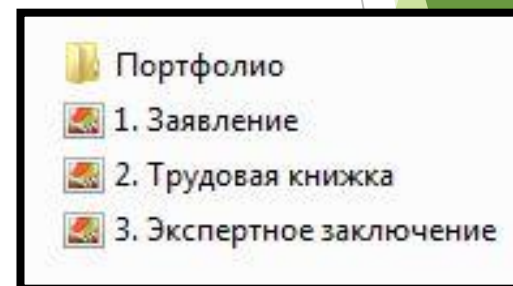 Портфолио
1. Заявление
2. Трудовая книжка
3. Экспертное заключение